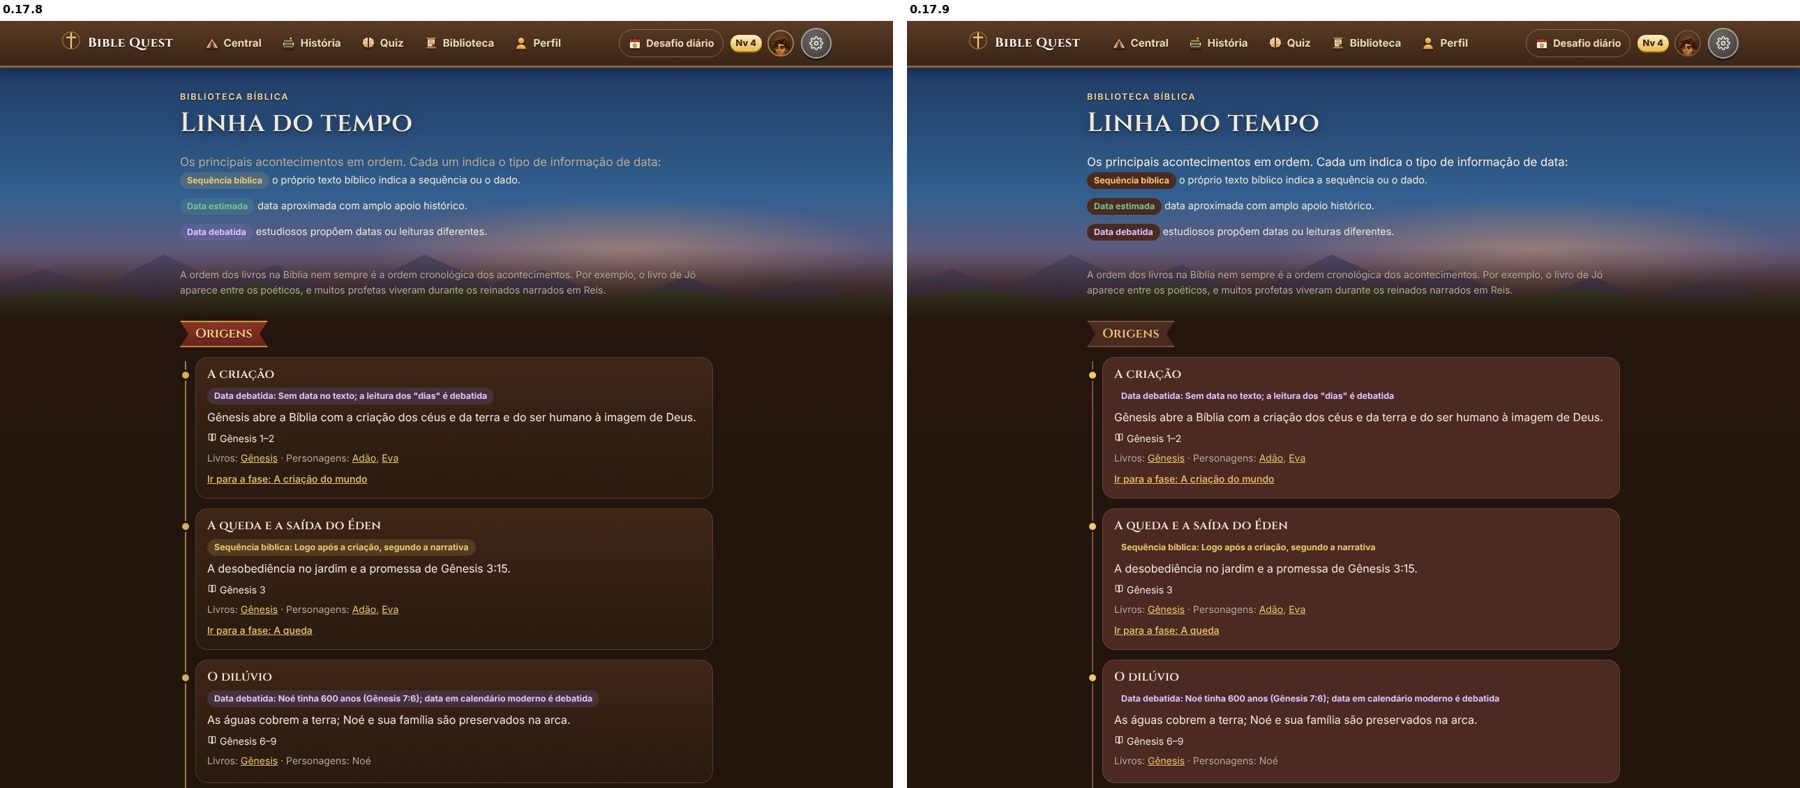 0.17.8
Bible Quest
Central
História
Quiz
Biblioteca
Perfil
Desafio diário
Nv 4
BIBLIOTECA BÍBLICA
Linha do tempo
Os principais acontecimentos em ordem. Cada um indica o tipo de informação de data:
Sequência bíblica o próprio texto bíblico indica a sequência ou o dado.
Data estimada data aproximada com amplo apoio histórico.
Data debatida estudiosos propõem datas ou leituras diferentes.
A ordem dos livros na Bíblia nem sempre é a ordem cronológica dos acontecimentos. Por exemplo, o livro de Jó
aparece entre os poéticos, e muitos profetas viveram durante os reinados narrados em Reis.
Origens
A criação
Data debatida: Sem data no texto; a leitura dos "dias" é debatida
Gênesis abre a Bíblia com a criação dos céus e da terra e do ser humano à imagem de Deus.
Gênesis 1–2
Livros: Gênesis · Personagens: Adão, Eva
Ir para a fase: A criação do mundo
A queda e a saída do Éden
Sequência bíblica: Logo após a criação, segundo a narrativa
A desobediência no jardim e a promessa de Gênesis 3:15.
Gênesis 3
Livros: Gênesis · Personagens: Adão, Eva
Ir para a fase: A queda
O dilúvio
Data debatida: Noé tinha 600 anos (Gênesis 7:6); data em calendário moderno é debatida
As águas cobrem a terra; Noé e sua família são preservados na arca.
Gênesis 6–9
Livros: Gênesis · Personagens: Noé
0.17.9
Bible Quest
Central
História
Quiz
Biblioteca
Perfil
Desafio diário
Nv 4
BIBLIOTECA BÍBLICA
Linha do tempo
Os principais acontecimentos em ordem. Cada um indica o tipo de informação de data:
Sequência bíblica o próprio texto bíblico indica a sequência ou o dado.
Data estimada data aproximada com amplo apoio histórico.
Data debatida estudiosos propõem datas ou leituras diferentes.
A ordem dos livros na Bíblia nem sempre é a ordem cronológica dos acontecimentos. Por exemplo, o livro de Jó
aparece entre os poéticos, e muitos profetas viveram durante os reinados narrados em Reis.
Origens
A criação
Data debatida: Sem data no texto; a leitura dos "dias" é debatida
Gênesis abre a Bíblia com a criação dos céus e da terra e do ser humano à imagem de Deus.
Gênesis 1–2
Livros: Gênesis · Personagens: Adão, Eva
Ir para a fase: A criação do mundo
A queda e a saída do Éden
Sequência bíblica: Logo após a criação, segundo a narrativa
A desobediência no jardim e a promessa de Gênesis 3:15.
Gênesis 3
Livros: Gênesis · Personagens: Adão, Eva
Ir para a fase: A queda
O dilúvio
Data debatida: Noé tinha 600 anos (Gênesis 7:6); data em calendário moderno é debatida
As águas cobrem a terra; Noé e sua família são preservados na arca.
Gênesis 6–9
Livros: Gênesis · Personagens: Noé